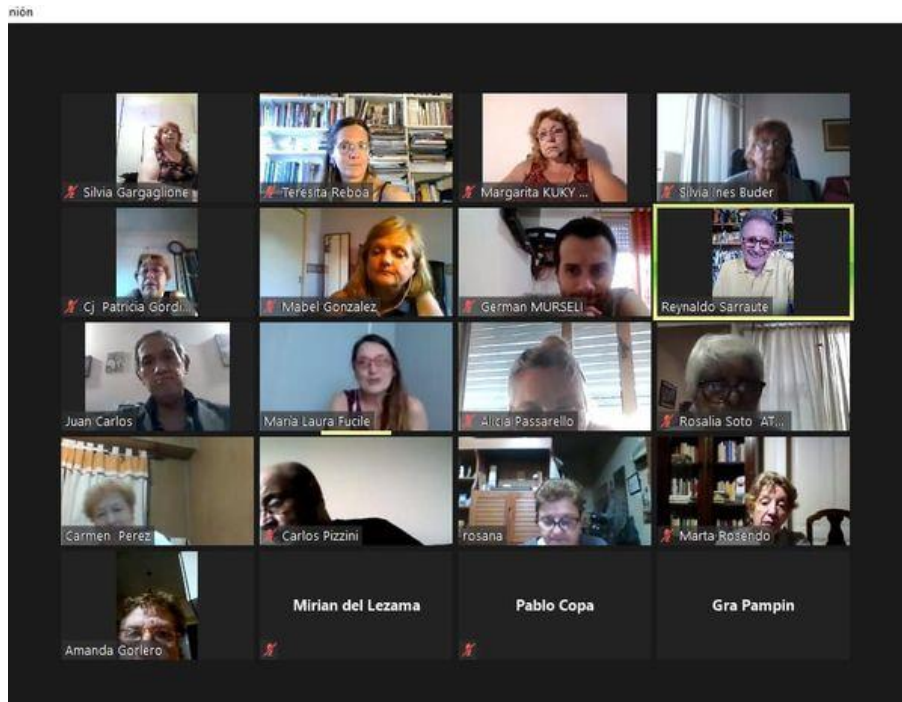 nión
Silvia Gargaglione
Teresita Reboa
Margarita KUKY ...
Silvia Ines Buder
Cj Patricia Gordi...
Mabel Gonzalez
German MURSELI
Reynaldo Sarraute
Juan Carlos
María Laura Fucile
Alicia Passarello
Rosalia Soto AT...
Carmen Perez
Carlos Pizzini
rosana
Marta Rosendo
Amanda Gorlero
Mirian del Lezama
Pablo Copa
Gra Pampin